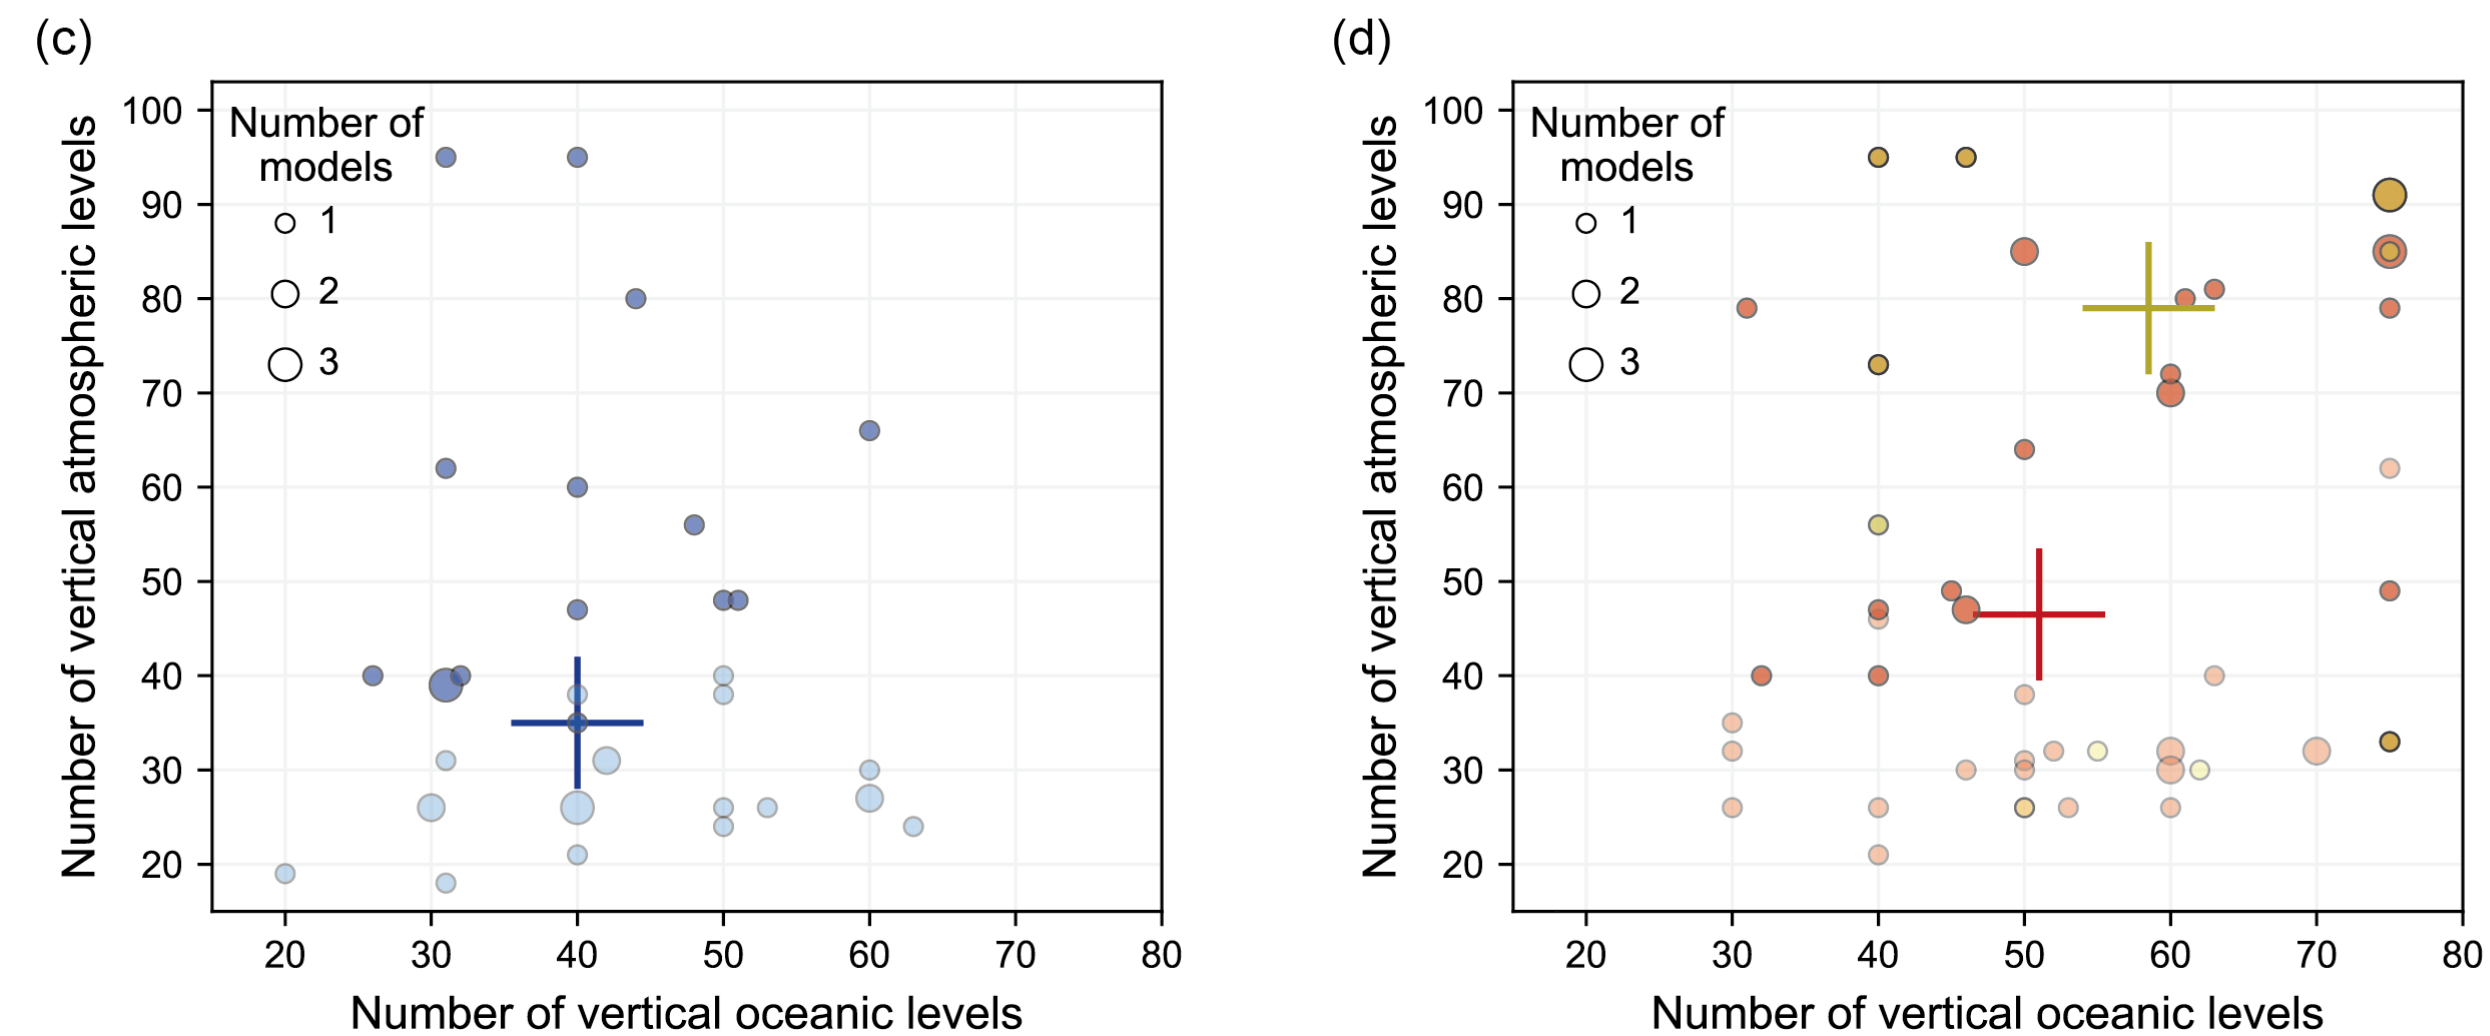 (c)
Number of vertical atmospheric levels
100
90
80
70
60
50
40
30
20
Number of
models
1
2
3
20 30 40 50 60 70 80
Number of vertical oceanic levels
(d)
Number of vertical atmospheric levels
100
90
80
70
60
50
40
30
20
Number of
models
1
2
3
20 30 40 50 60 70 80
Number of vertical oceanic levels